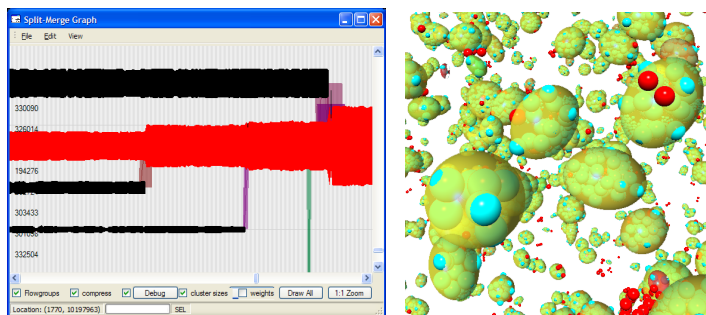 Split-Merge Graph
File Edit View
330090
326014
194276
303433
332504
Rowgroups compress Debug cluster sizes weights Draw All 1:1 Zoom
Location: (1770, 10197963) SEL